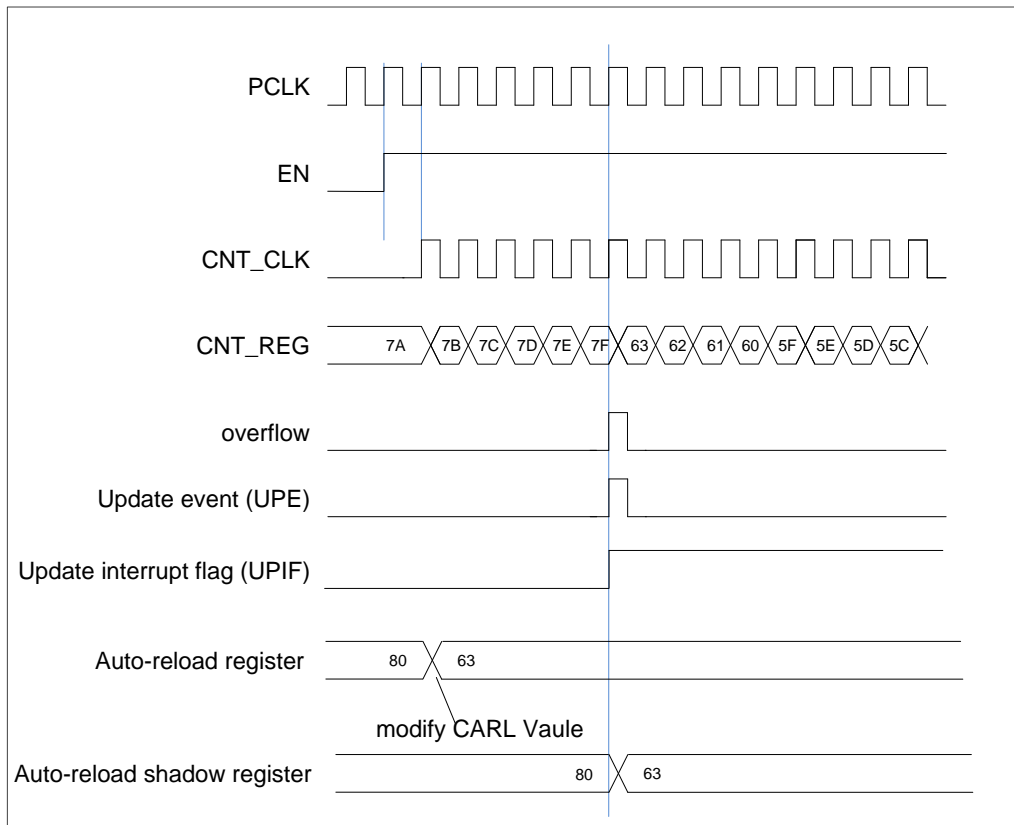 PCLK
EN
CNT_CLK
CNT_REG 7A 7B 7C 7D 7E 7F 63 62 61 60 5F 5E 5D 5C
overflow
Update event (UPE)
Update interrupt flag (UPIF)
Auto-reload register 80 63
modify CARL Vaule
Auto-reload shadow register 80 63